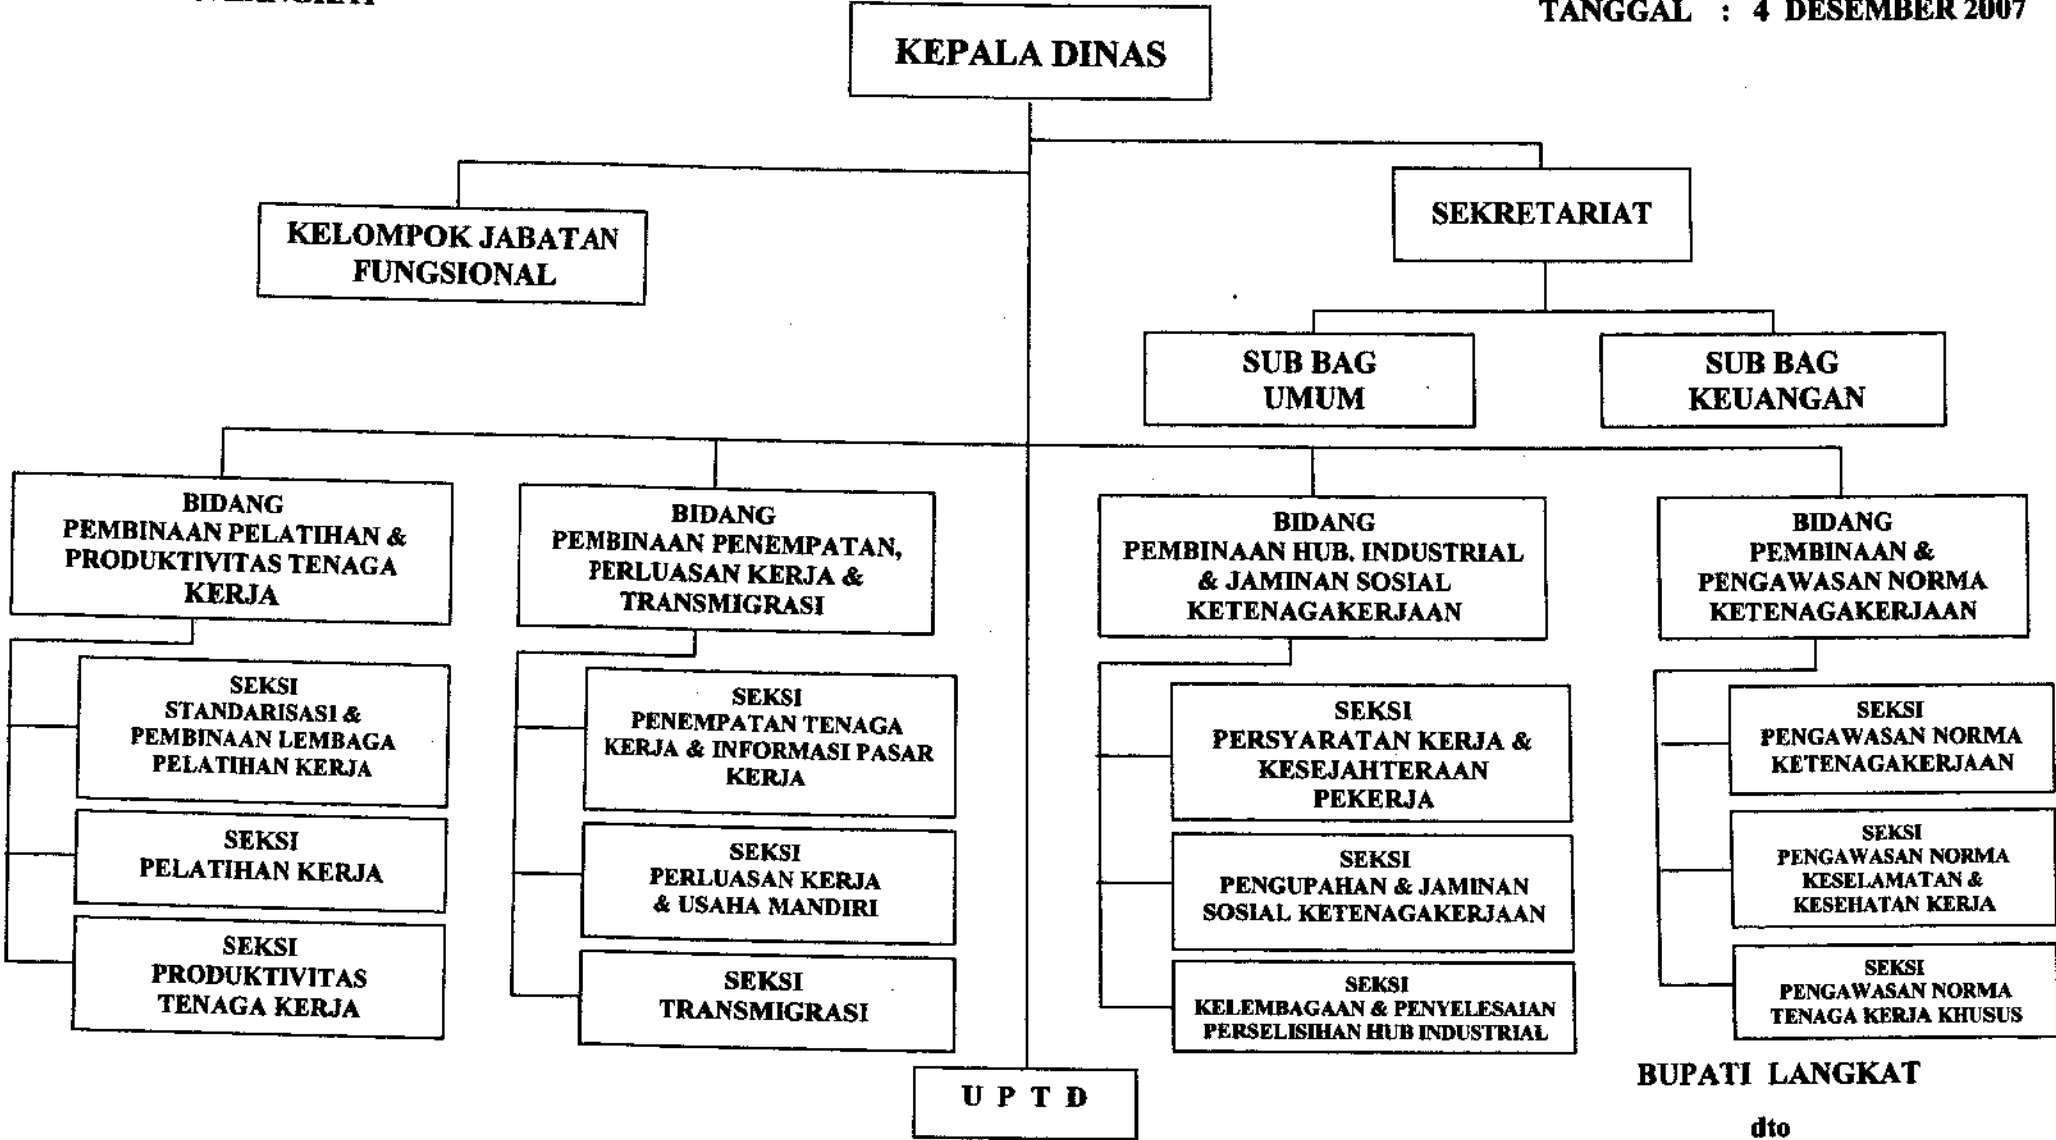 TANGGAL : 4 DESEMBER 2007
KEPALA DINAS
KELOMPOK JABATAN
FUNGSIONAL
SEKRETARIAT
SUB BAG
UMUM
SUB BAG
KEUANGAN
BIDANG
PEMBINAAN PELATIHAN &
PRODUKTIVITAS TENAGA
KERJA
SEKSI
STANDARISASI &
PEMBINAAN LEMBAGA
PELATIHAN KERJA
SEKSI
PELATIHAN KERJA
SEKSI
PRODUKTIVITAS
TENAGA KERJA
BIDANG
PEMBINAAN PENEMPATAN,
PERLUASAN KERJA &
TRANSMIGRASI
SEKSI
PENEMPATAN TENAGA
KERJA & INFORMASI PASAR
KERJA
SEKSI
PERLUASAN KERJA
& USAHA MANDIRI
SEKSI
TRANSMIGRASI
BIDANG
PEMBINAAN HUB. INDUSTRIAL
& JAMINAN SOSIAL
KETENAGAKERJAAN
SEKSI
PERSYARATAN KERJA &
KESEJAHTERAAN
PEKERJA
SEKSI
PENGUPAHAN & JAMINAN
SOSIAL KETENAGAKERJAAN
SEKSI
KELEMBAGAAN & PENYELESAIAN
PERSELISIHAN HUB INDUSTRIAL
BIDANG
PEMBINAAN &
PENGAWASAN NORMA
KETENAGAKERJAAN
SEKSI
PENGAWASAN NORMA
KETENAGAKERJAAN
SEKSI
PENGAWASAN NORMA
KESELAMATAN &
KESEHATAN KERJA
SEKSI
PENGAWASAN NORMA
TENAGA KERJA KHUSUS
U P T D
BUPATI LANGKAT
dto